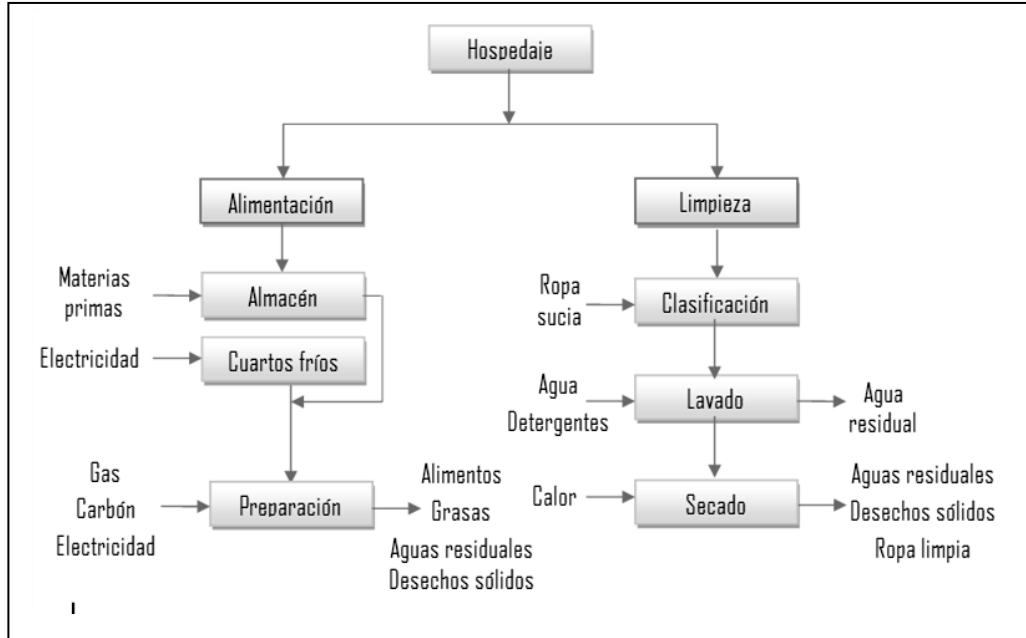 Hospedaje
Alimentación
Limpieza
Materias
primas
Almacén
Ropa
sucia
Clasificación
Electricidad
Cuartos fríos
Agua
Detergentes
Lavado
Agua
residual
Gas
Carbón
Electricidad
Preparación
Alimentos
Grasas
Aguas residuales
Desechos sólidos
Calor
Secado
Aguas residuales
Desechos sólidos
Ropa limpia
I